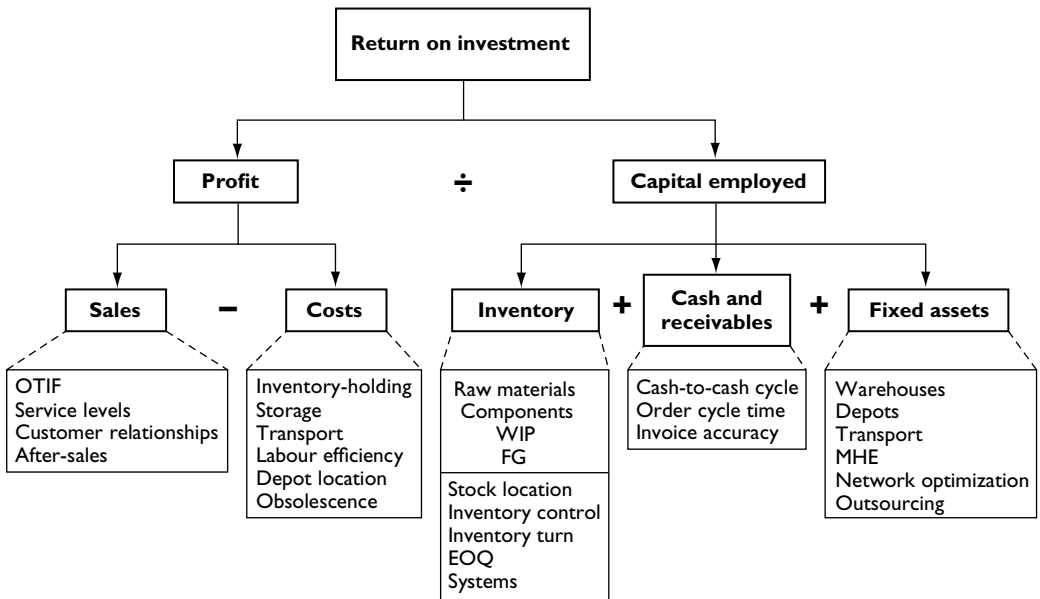 Return on investment
Profit
÷
Capital employed
Sales
–
Costs
Inventory
+
Cash and
receivables
+
Fixed assets
OTIF
Service levels
Customer relationships
After-sales
Inventory-holding
Storage
Transport
Labour efficiency
Depot location
Obsolescence
Raw materials
Components
WIP
FG
Stock location
Inventory control
Inventory turn
EOQ
Systems
Cash-to-cash cycle
Order cycle time
Invoice accuracy
Warehouses
Depots
Transport
MHE
Network optimization
Outsourcing